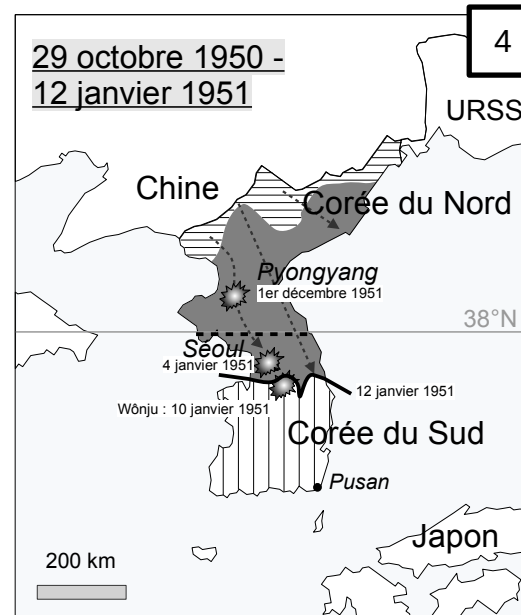 4
29 octobre 1950 -
12 janvier 1951
URSS
Chine
Corée du Nord
Pyongyang
1er décembre 1951
38°N
Séoul
4 janvier 1951
12 janvier 1951
Wônju : 10 janvier 1951
Corée du Sud
Pusan
Japon
200 km